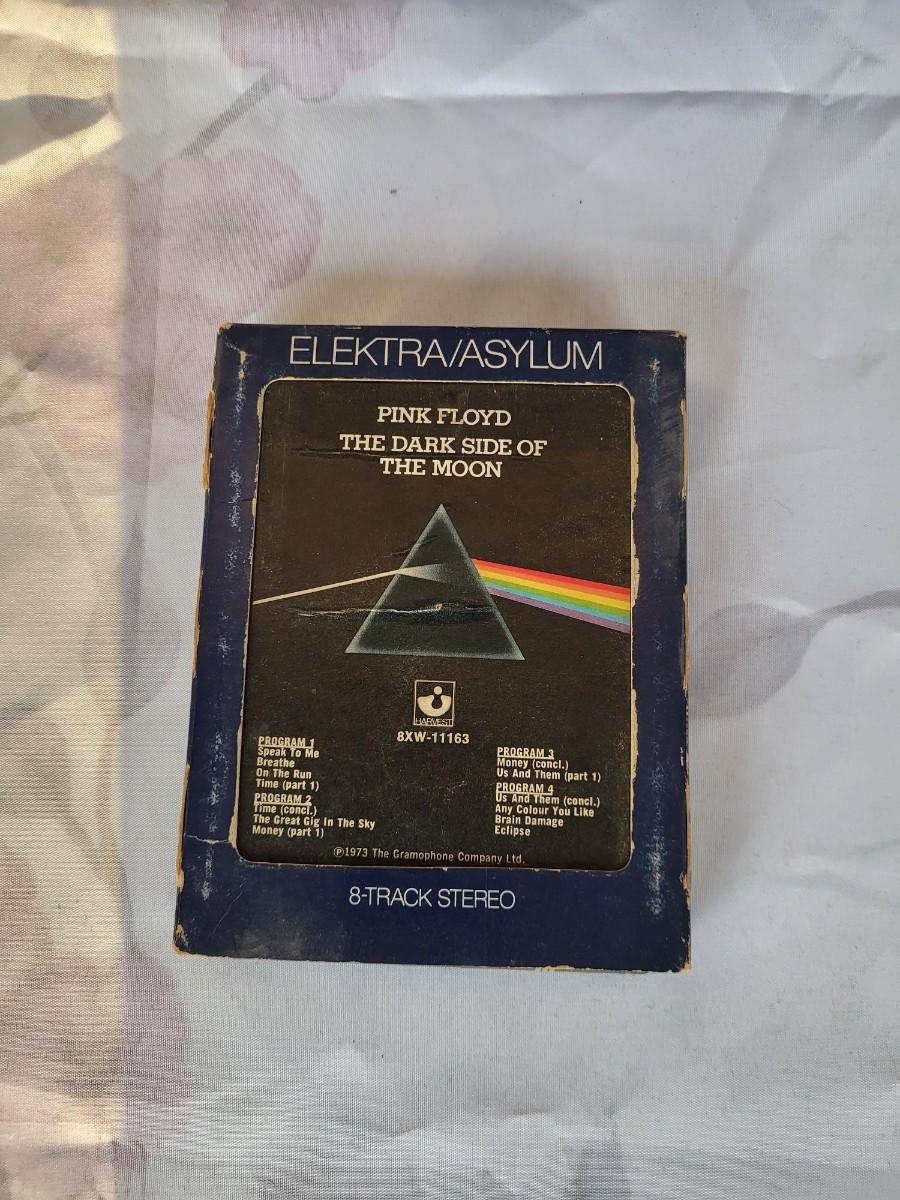 ELEKTRA/ASYLUM
PINK FLOYD
THE DARK SIDE OF
THE MOON
HARVEST
8XW-11163
PROGRAM 1
Speak To Me
Breathe
On The Run
Time (part 1)
PROGRAM 2
Time (concl.)
The Great Gig In The Sky
Money (part 1)
PROGRAM 3
Money (concl.)
Us And Them (part 1)
PROGRAM 4
Us And Them (concl.)
Any Colour You Like
Brain Damage
Eclipse
℗1973 The Gramophone Company Ltd.
8-TRACK STEREO